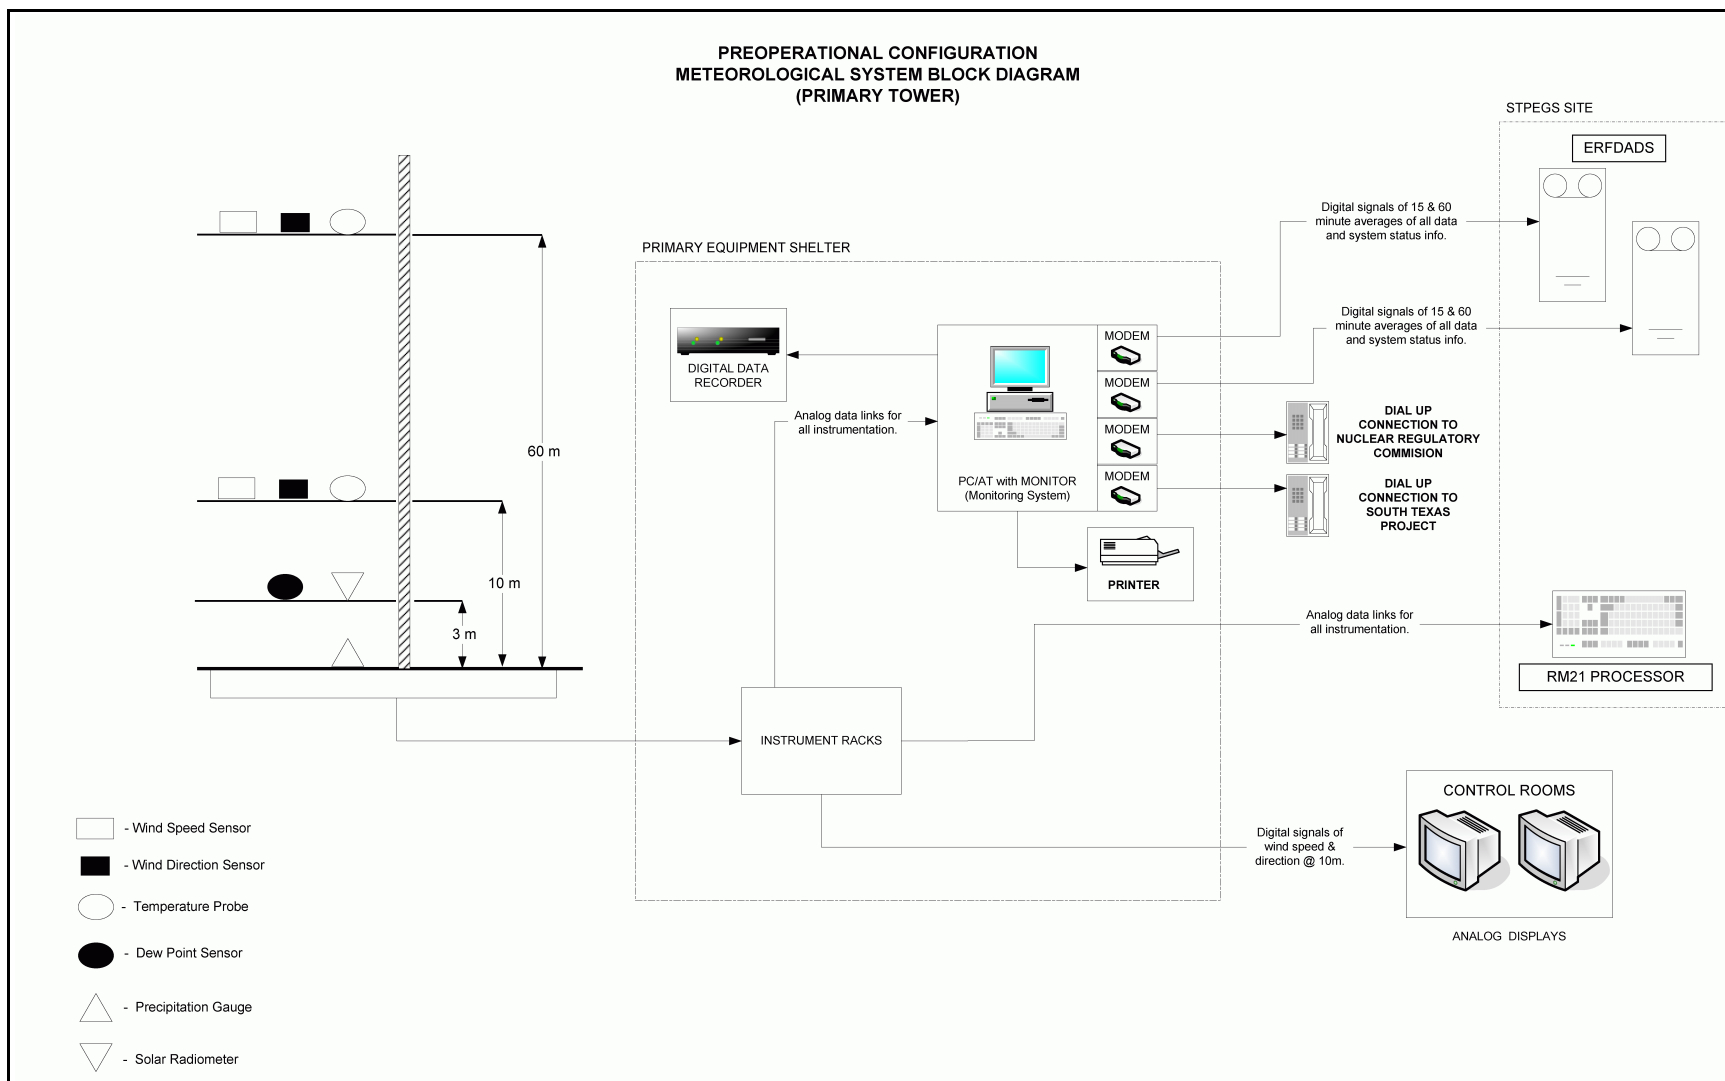 PREOPERATIONAL CONFIGURATION
METEOROLOGICAL SYSTEM BLOCK DIAGRAM
(PRIMARY TOWER)
STPEGS SITE
ERFDADS
Digital signals of 15 & 60
minute averages of all data
and system status info.
PRIMARY EQUIPMENT SHELTER
Digital signals of 15 & 60
minute averages of all data
and system status info.
MODEM
MODEM
MODEM
MODEM
DIGITAL DATA
RECORDER
Analog data links for
all instrumentation.
PC/AT with MONITOR
(Monitoring System)
DIAL UP
CONNECTION TO
NUCLEAR REGULATORY
COMMISION
DIAL UP
CONNECTION TO
SOUTH TEXAS
PROJECT
PRINTER
60 m
10 m
3 m
Analog data links for
all instrumentation.
RM21 PROCESSOR
INSTRUMENT RACKS
CONTROL ROOMS
Digital signals of
wind speed &
direction @ 10m.
ANALOG DISPLAYS
- Wind Speed Sensor
- Wind Direction Sensor
- Temperature Probe
- Dew Point Sensor
- Precipitation Gauge
- Solar Radiometer